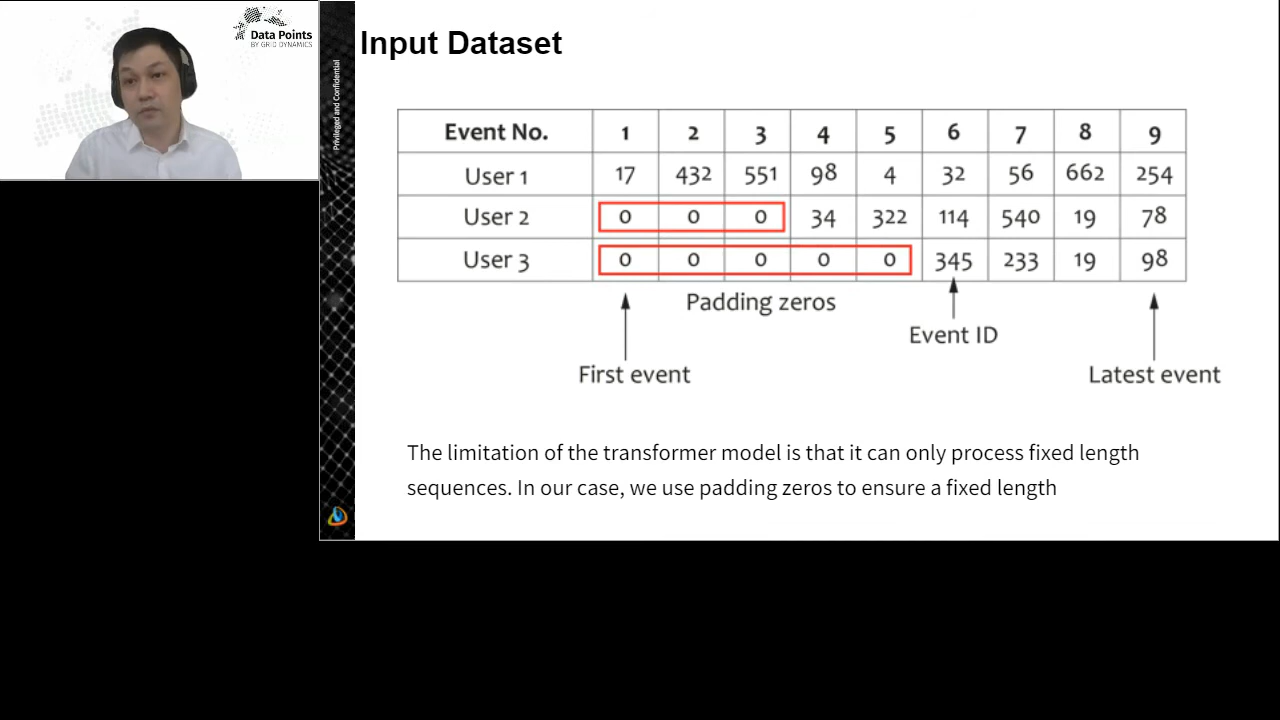 Data Points
BY GRID DYNAMICS
Privileged and Confidential
Input Dataset
Event No. 1 2 3 4 5 6 7 8 9
User 1 17 432 551 98 4 32 56 662 254
User 2 0 0 0 34 322 114 540 19 78
User 3 0 0 0 0 0 345 233 19 98
Padding zeros
Event ID
First event
Latest event
The limitation of the transformer model is that it can only process fixed length
sequences. In our case, we use padding zeros to ensure a fixed length